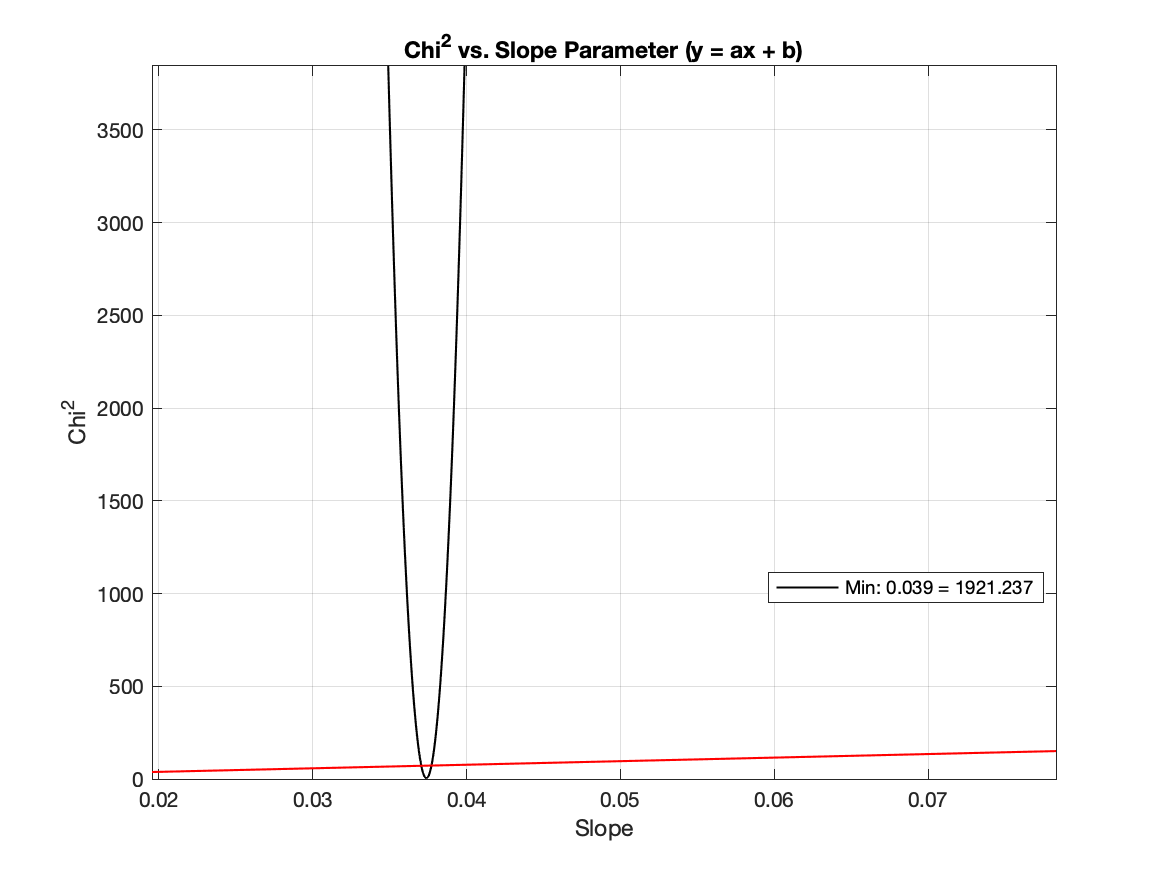 Chi2 vs. Slope Parameter (y = ax + b)
3500
3000
2500
2000
1500
1000
500
0
Chi2
Min: 0.039 = 1921.237
0.02 0.03 0.04 0.05 0.06 0.07
Slope